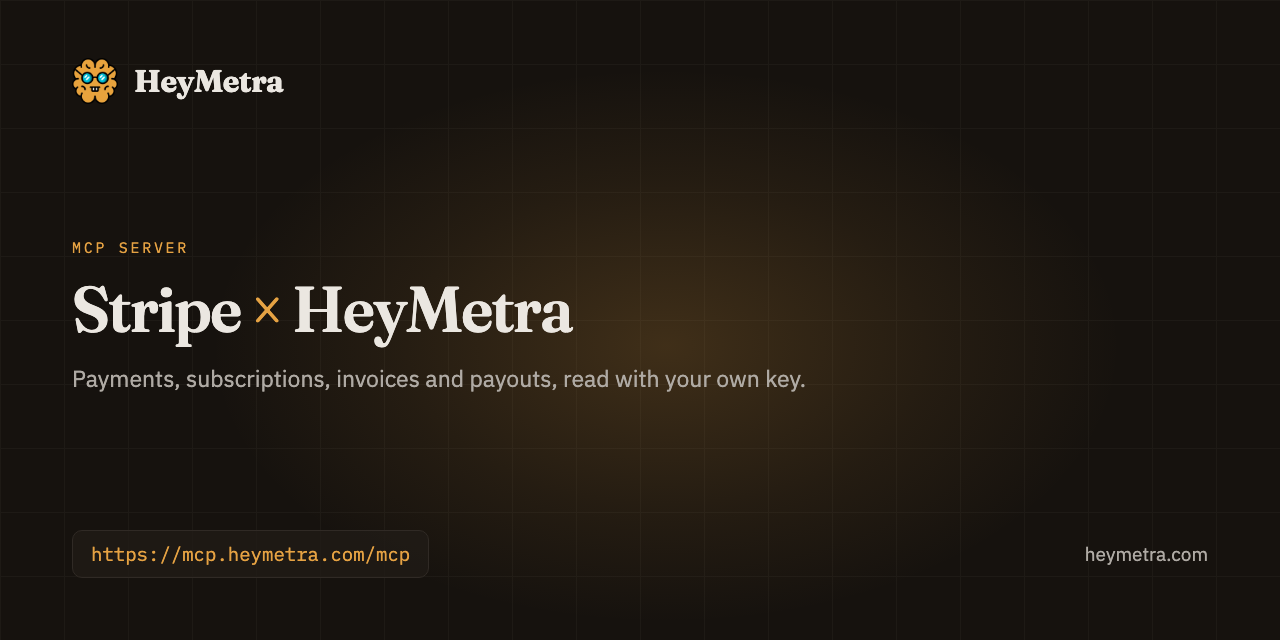 HeyMetra
MCP SERVER
Stripe × HeyMetra
Payments, subscriptions, invoices and payouts, read with your own key.
https://mcp.heymetra.com/mcp
heymetra.com